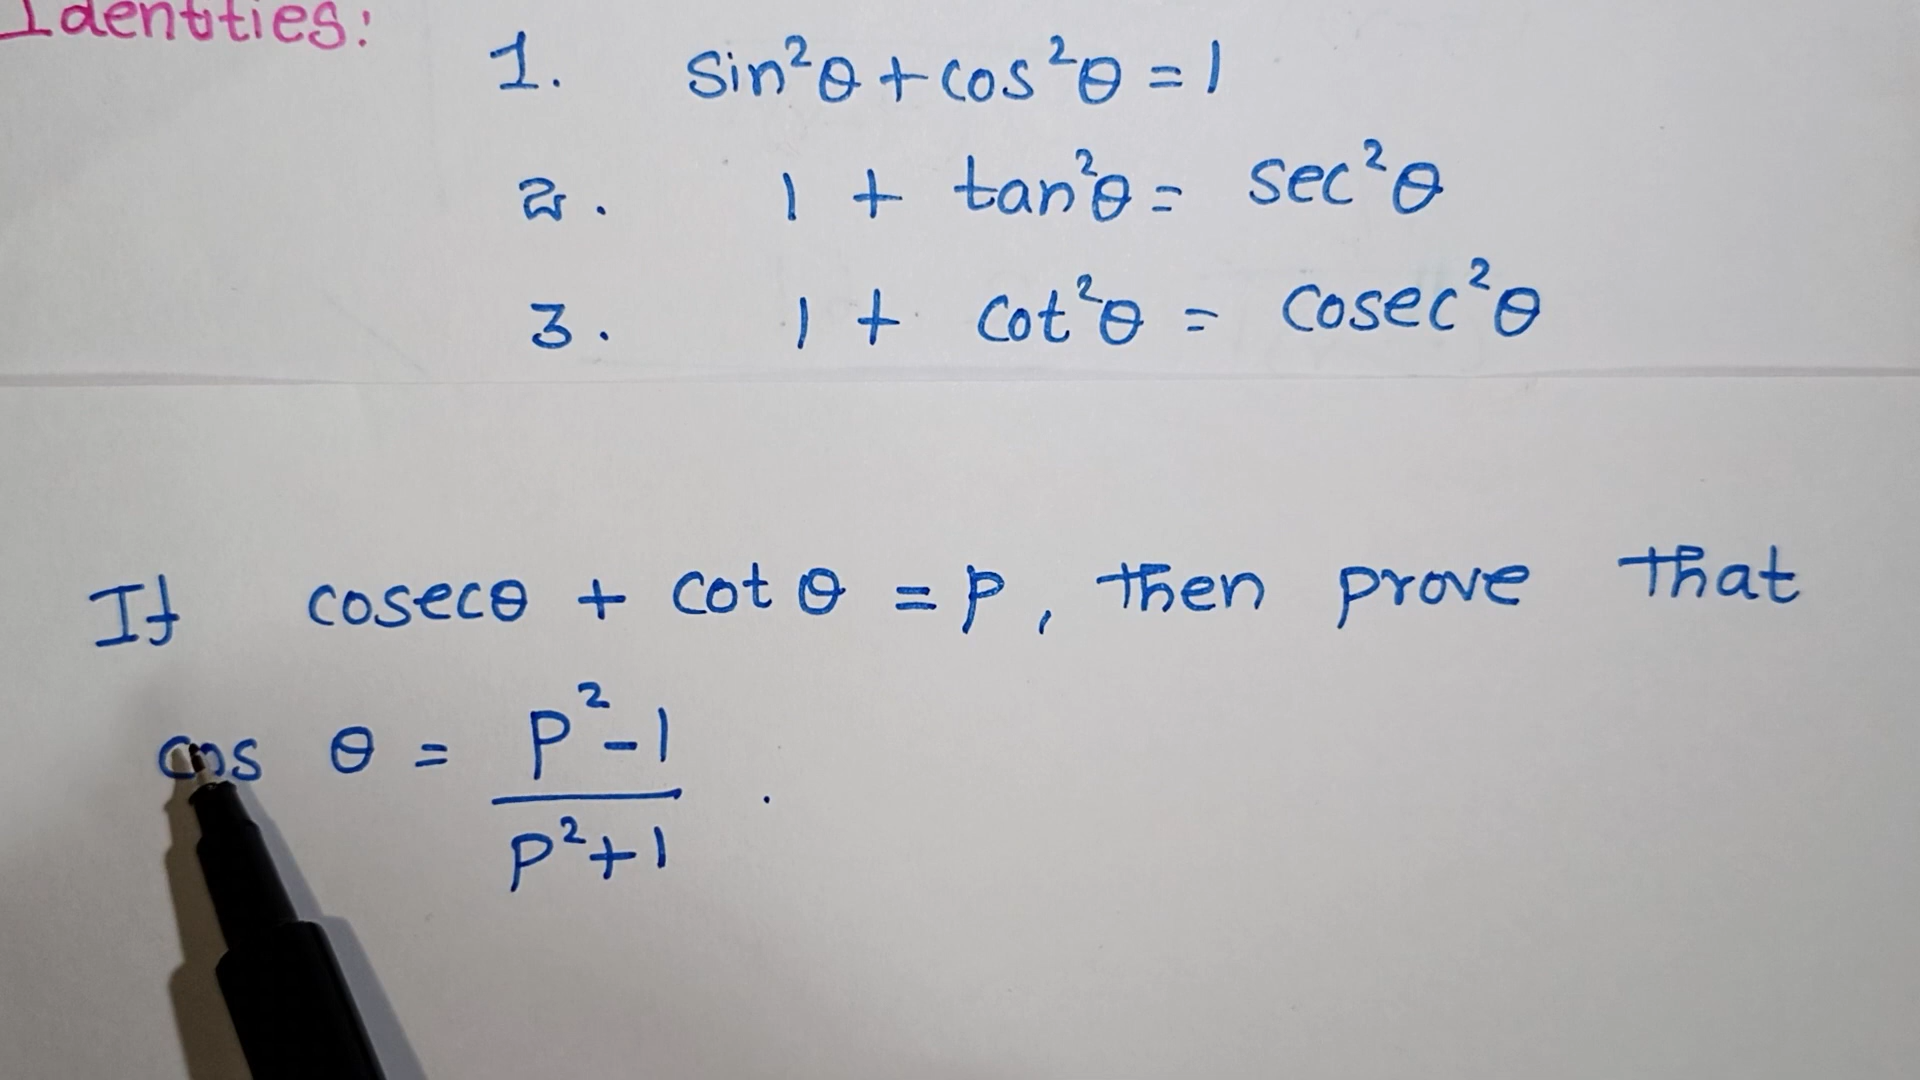 Identities:
1. sin²θ + cos²θ = 1
2. 1 + tan²θ = sec²θ
3. 1 + cot²θ = cosec²θ
If cosecθ + cot θ = p, then prove that
cos θ = p²-1 / p²+1 .